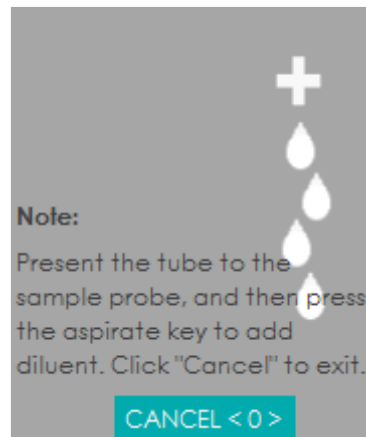 Note:
Present the tube to the
sample probe, and then press
the aspirate key to add
diluent. Click "Cancel" to exit.
CANCEL < 0 >